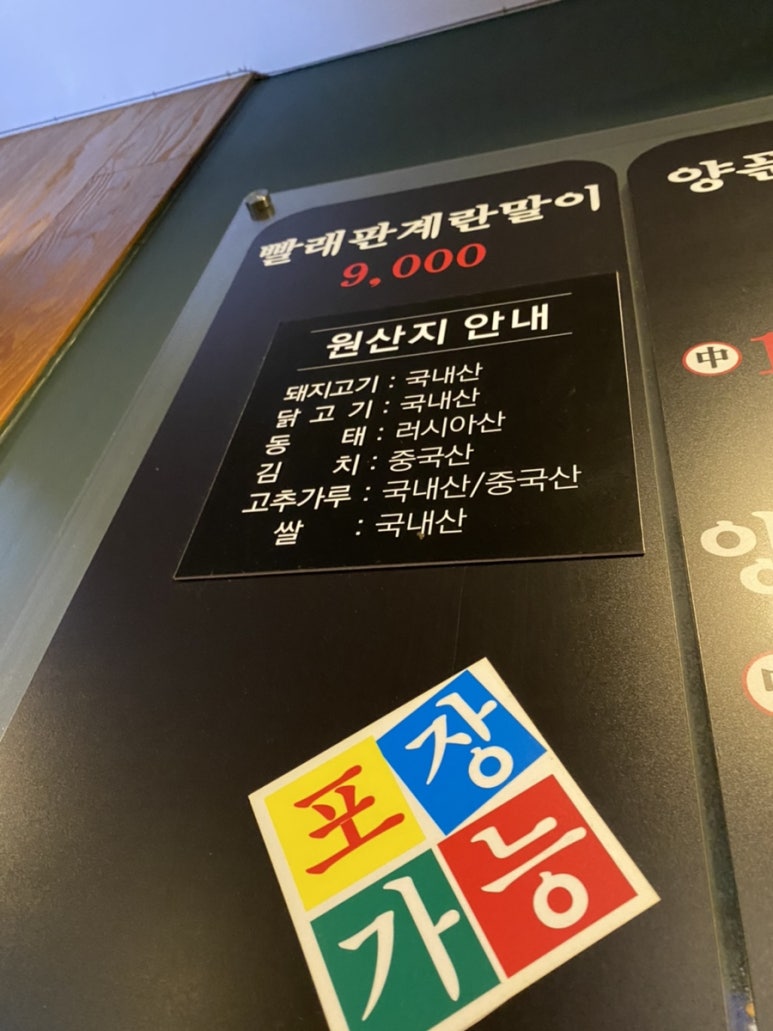 빨래판계란말이
9,000
원산지 안내
돼지고기 : 국내산
닭 고 기 : 국내산
동 태 : 러시아산
김 치 : 중국산
고추가루 : 국내산/중국산
쌀 : 국내산
포장
가능
中